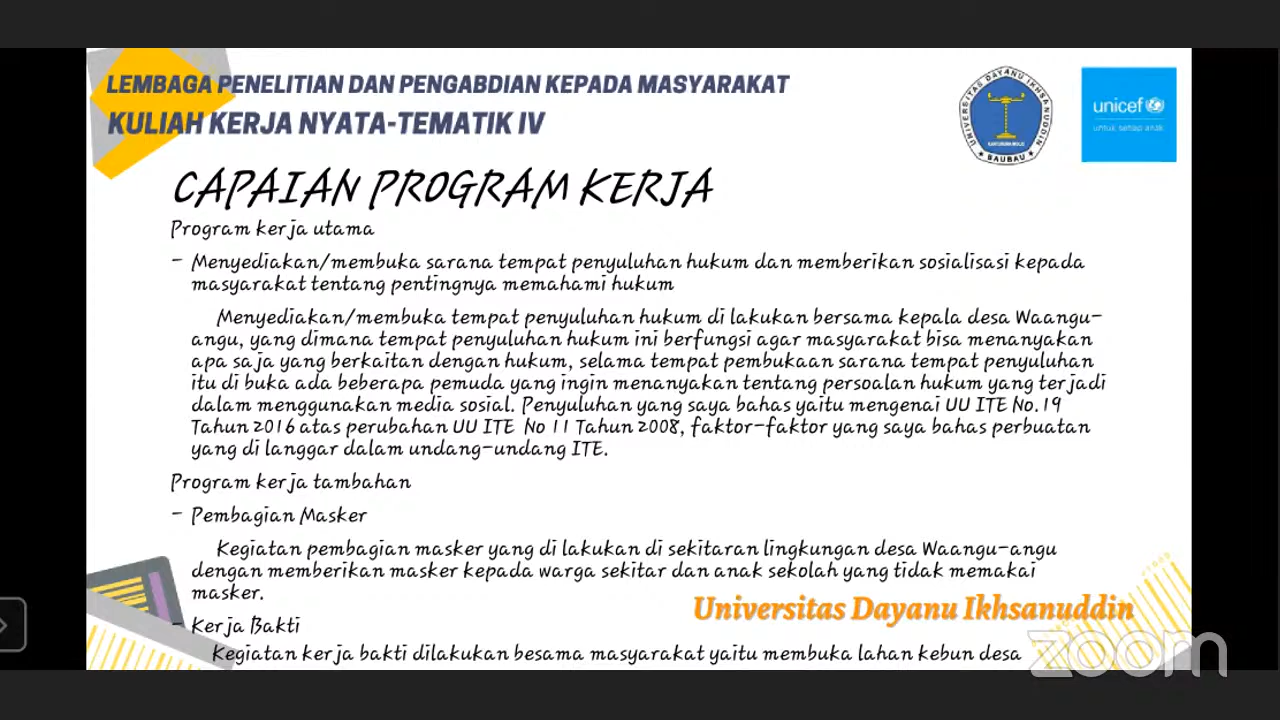 LEMBAGA PENELITIAN DAN PENGABDIAN KEPADA MASYARAKAT
KULIAH KERJA NYATA-TEMATIK IV
UNIVERSITAS DAYANU IKHSANUDDIN
BAUBAU
unicef
untuk setiap anak
CAPAIAN PROGRAM KERJA
Program kerja utama
- Menyediakan/membuka sarana tempat penyuluhan hukum dan memberikan sosialisasi kepada
masyarakat tentang pentingnya memahami hukum
Menyediakan/membuka tempat penyuluhan hukum di lakukan bersama kepala desa Waangu-
angu, yang dimana tempat penyuluhan hukum ini berfungsi agar masyarakat bisa menanyakan
apa saja yang berkaitan dengan hukum, selama tempat pembukaan sarana tempat penyuluhan
itu di buka ada beberapa pemuda yang ingin menanyakan tentang persoalan hukum yang terjadi
dalam menggunakan media sosial. Penyuluhan yang saya bahas yaitu mengenai UU ITE No.19
Tahun 2016 atas perubahan UU ITE No 11 Tahun 2008, faktor-faktor yang saya bahas perbuatan
yang di langgar dalam undang-undang ITE.
Program kerja tambahan
- Pembagian Masker
Kegiatan pembagian masker yang di lakukan di sekitaran lingkungan desa Waangu-angu
dengan memberikan masker kepada warga sekitar dan anak sekolah yang tidak memakai
masker.
Universitas Dayanu Ikhsanuddin
- Kerja Bakti
Kegiatan kerja bakti dilakukan besama masyarakat yaitu membuka lahan kebun desa
zoom